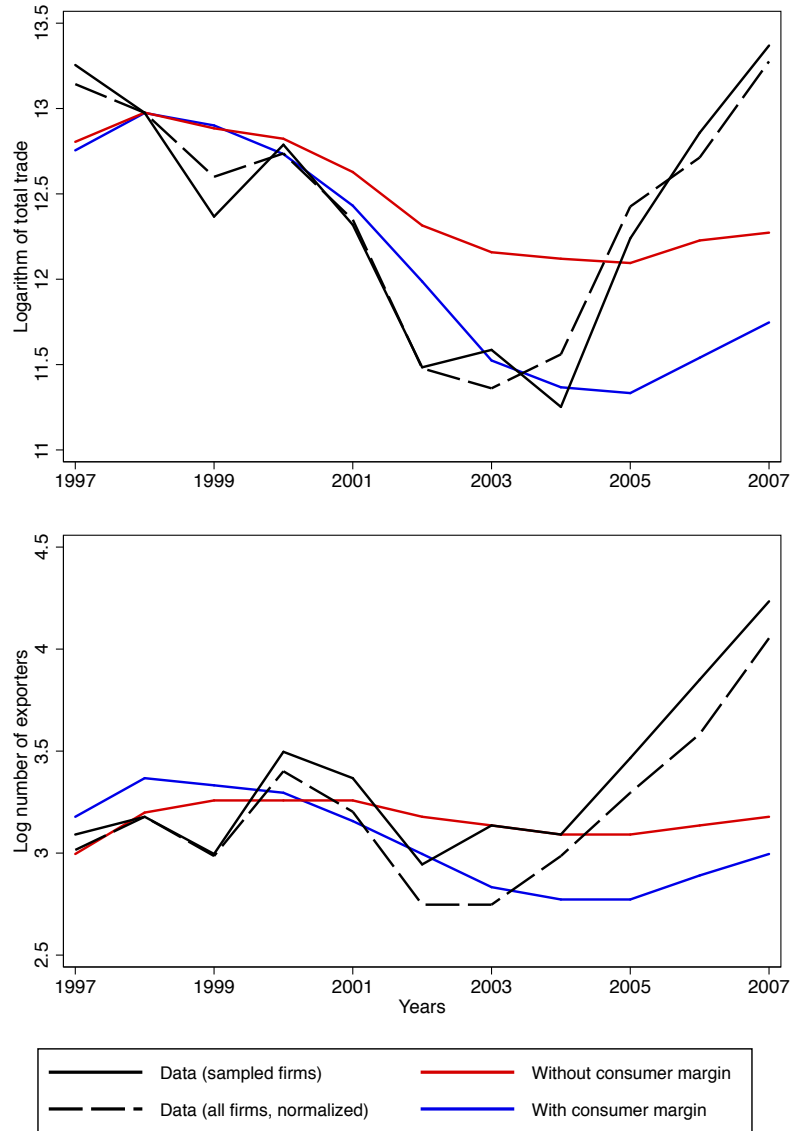 Logarithm of total trade
13.5
13
12.5
12
11.5
11
1997 1999 2001 2003 2005 2007
Log number of exporters
4.5
4
3.5
3
2.5
1997 1999 2001 2003 2005 2007
Years
Data (sampled firms) Without consumer margin
Data (all firms, normalized) With consumer margin